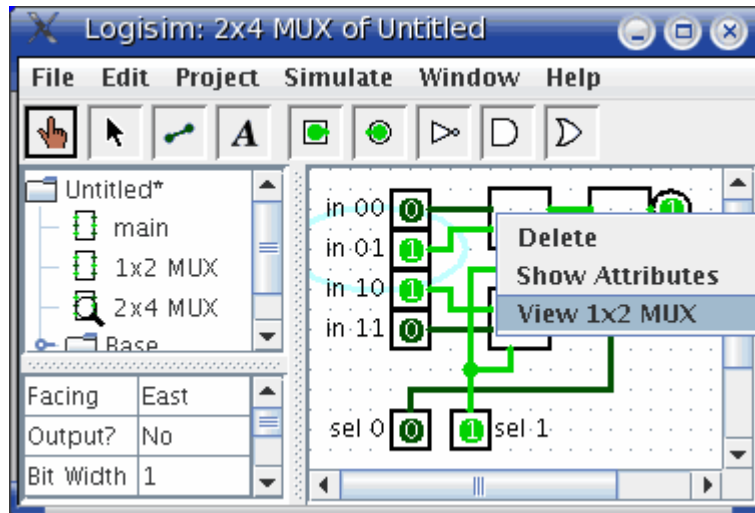 Logisim: 2x4 MUX of Untitled
File Edit Project Simulate Window Help
A
Untitled*
main
1x2 MUX
2x4 MUX
Base
Facing East
Output? No
Bit Width 1
in 00 0
in 01 1
in 10 1
in 11 0
sel 0 0
1 sel 1
1
Delete
Show Attributes
View 1x2 MUX